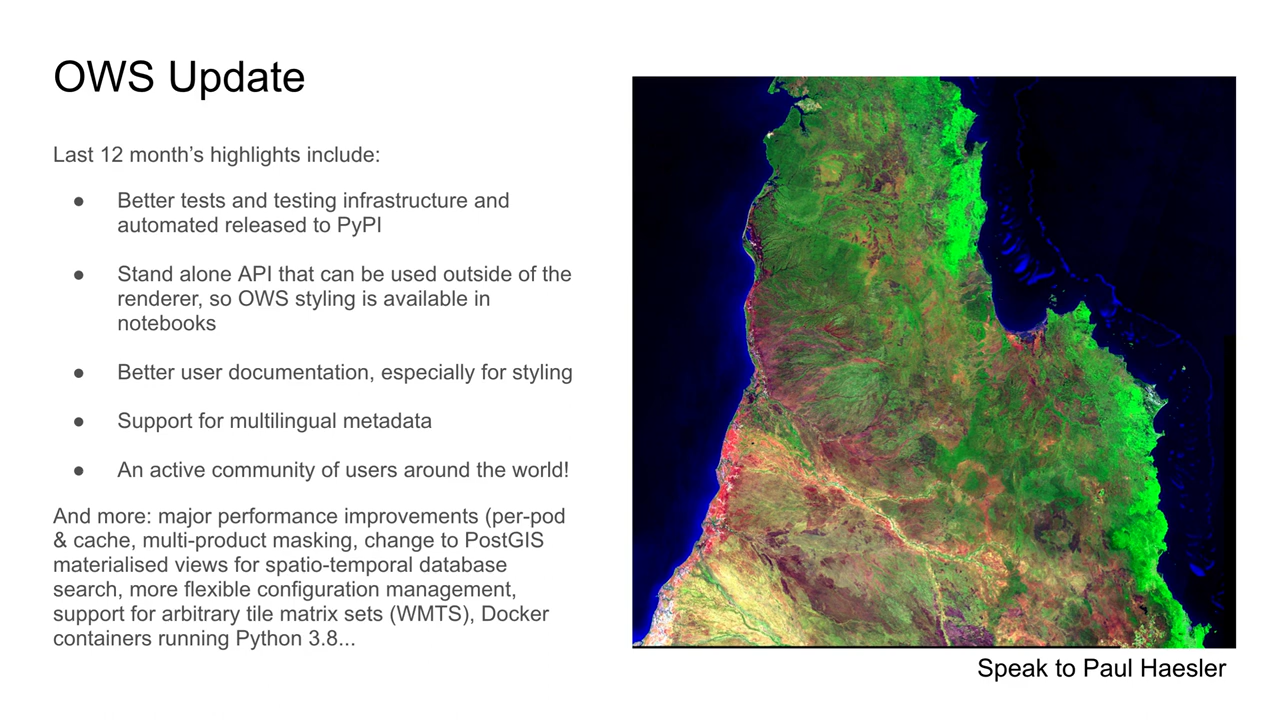 OWS Update
Last 12 month’s highlights include:
● Better tests and testing infrastructure and
automated released to PyPI
● Stand alone API that can be used outside of the
renderer, so OWS styling is available in
notebooks
● Better user documentation, especially for styling
● Support for multilingual metadata
● An active community of users around the world!
And more: major performance improvements (per-pod
& cache, multi-product masking, change to PostGIS
materialised views for spatio-temporal database
search, more flexible configuration management,
support for arbitrary tile matrix sets (WMTS), Docker
containers running Python 3.8...
Speak to Paul Haesler